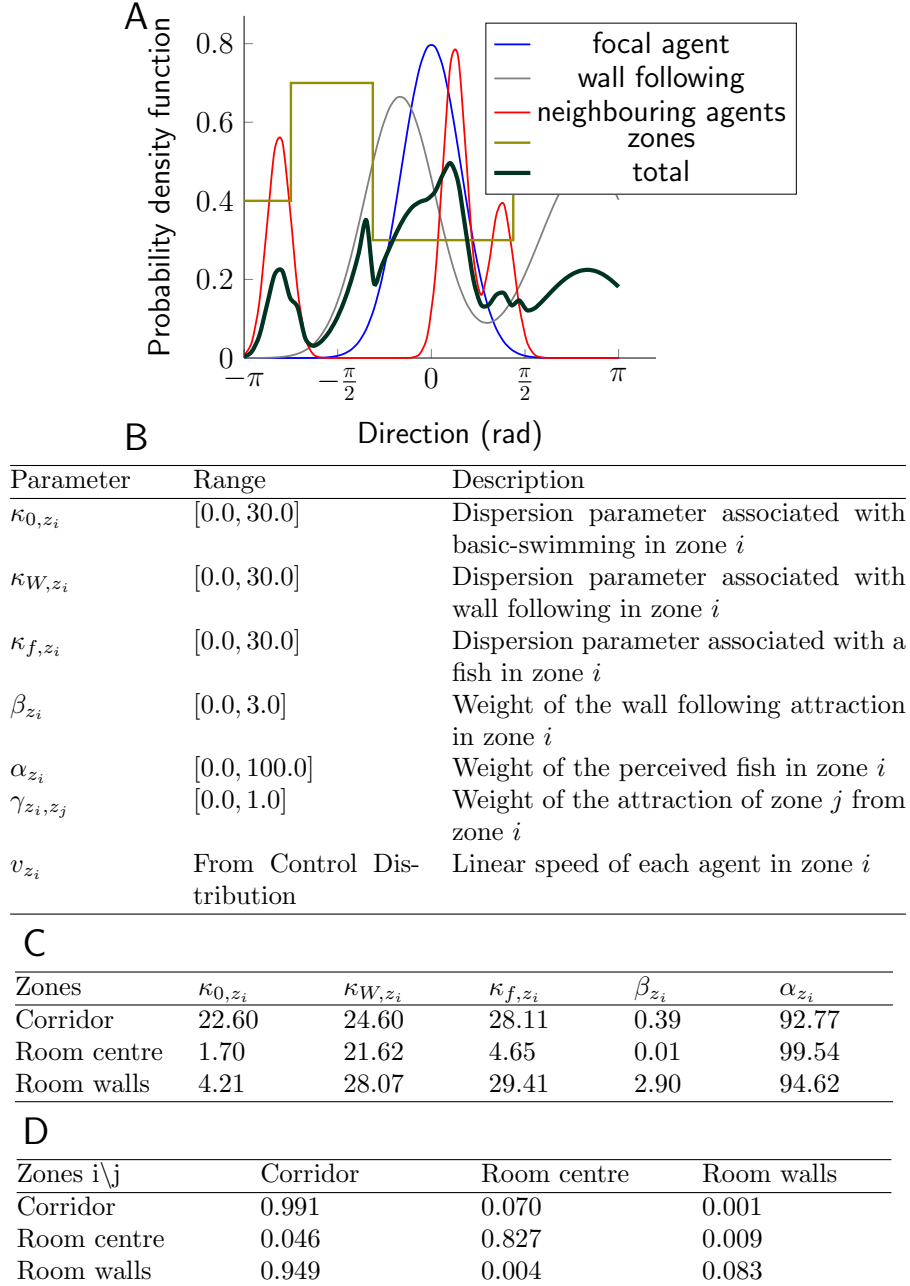 A
Probability density function
0.8
0.6
0.4
0.2
0
focal agent
wall following
neighbouring agents
zones
total
−π −π/2 0 π/2 π
Direction (rad)
B
Parameter Range Description
κ0,zi [0.0, 30.0] Dispersion parameter associated with
basic-swimming in zone i
κW,zi [0.0, 30.0] Dispersion parameter associated with
wall following in zone i
κf,zi [0.0, 30.0] Dispersion parameter associated with a
fish in zone i
βzi [0.0, 3.0] Weight of the wall following attraction
in zone i
αzi [0.0, 100.0] Weight of the perceived fish in zone i
γzi,zj [0.0, 1.0] Weight of the attraction of zone j from
zone i
vzi From Control Dis- Linear speed of each agent in zone i
tribution
C
Zones κ0,zi κW,zi κf,zi βzi αzi
Corridor 22.60 24.60 28.11 0.39 92.77
Room centre 1.70 21.62 4.65 0.01 99.54
Room walls 4.21 28.07 29.41 2.90 94.62
D
Zones i\j Corridor Room centre Room walls
Corridor 0.991 0.070 0.001
Room centre 0.046 0.827 0.009
Room walls 0.949 0.004 0.083